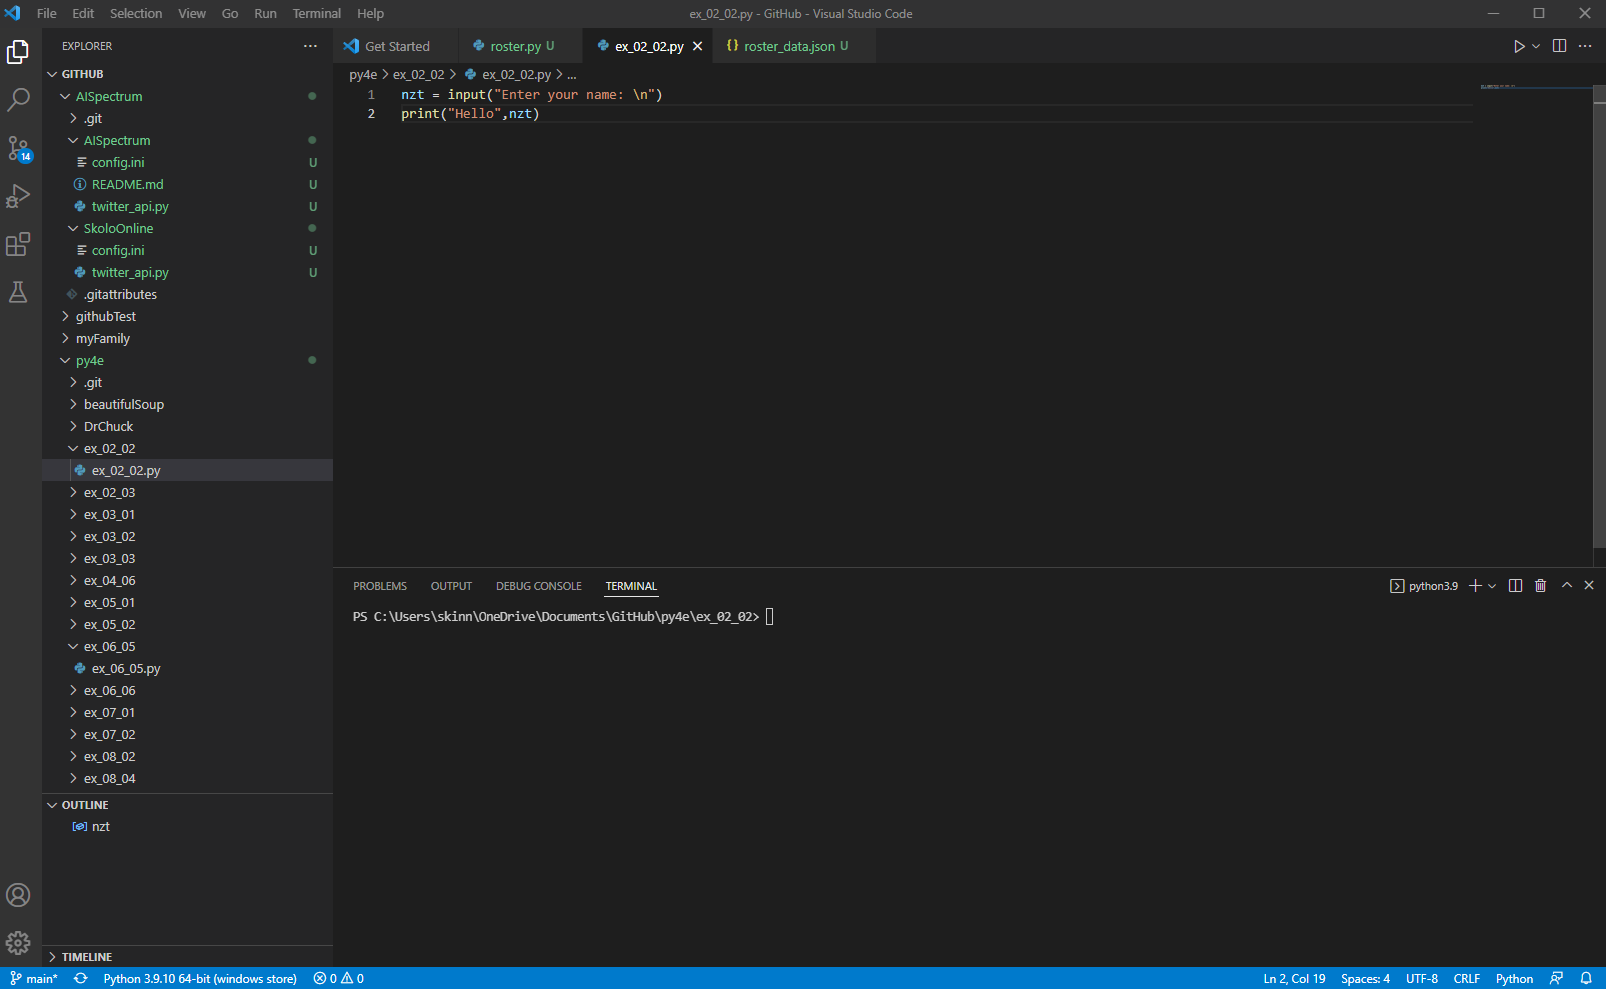 File Edit Selection View Go Run Terminal Help
ex_02_02.py - GitHub - Visual Studio Code
EXPLORER
GITHUB
AISpectrum
.git
AISpectrum
config.ini U
README.md U
twitter_api.py U
SkoloOnline
config.ini U
twitter_api.py U
.gitattributes
githubTest
myFamily
py4e
.git
beautifulSoup
DrChuck
ex_02_02
ex_02_02.py
ex_02_03
ex_03_01
ex_03_02
ex_03_03
ex_04_06
ex_05_01
ex_05_02
ex_06_05
ex_06_05.py
ex_06_06
ex_07_01
ex_07_02
ex_08_02
ex_08_04
OUTLINE
nzt
TIMELINE
14
Get Started roster.py U ex_02_02.py roster_data.json U
py4e > ex_02_02 > ex_02_02.py > ...
1 nzt = input("Enter your name: \n")
2 print("Hello",nzt)
PROBLEMS OUTPUT DEBUG CONSOLE TERMINAL
python3.9
PS C:\Users\skinn\OneDrive\Documents\GitHub\py4e\ex_02_02>
main* Python 3.9.10 64-bit (windows store) 0 0
Ln 2, Col 19 Spaces: 4 UTF-8 CRLF Python